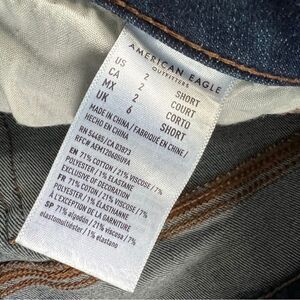 AMERICAN EAGLE
OUTFITTERS
US 2 SHORT
CA 2 COURT
MX 2 CORTO
UK 6 SHORT
MADE IN CHINA / FABRIQUÉ EN CHINE /
HECHO EN CHINA
RN 54485/CA 03873
EN 71% COTTON / 21% VISCOSE / 7%
POLYESTER / 1% ELASTANE
EXCLUSIVE OF DECORATION
FR 71% COTON / 21% VISCOSE / 7%
POLYESTER / 1% ÉLASTHANNE
À EXCEPTION DE LA GARNITURE
SP 71% algodón / 21% viscosa / 7%
elastomultiéster / 1% elastano